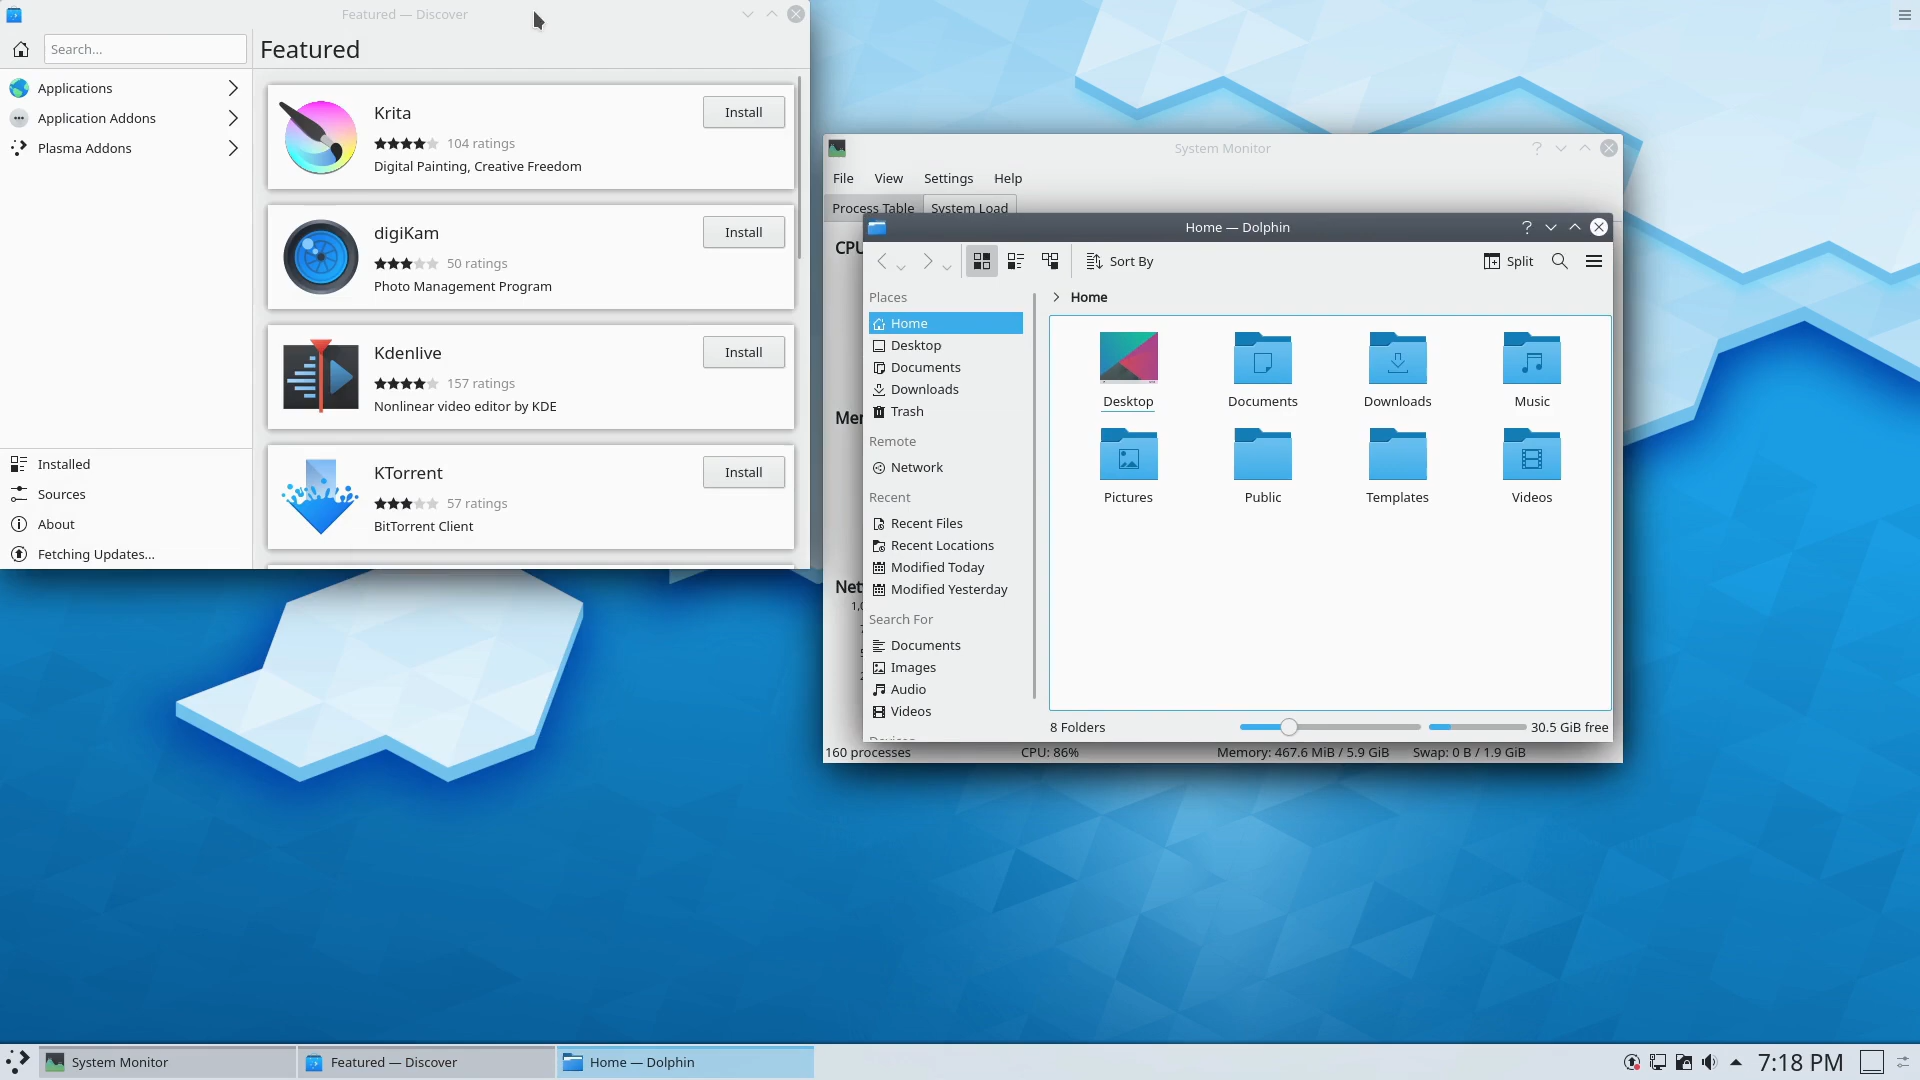 Featured — Discover
Search...
Featured
Applications
Application Addons
Plasma Addons
Installed
Sources
About
Fetching Updates...
Krita
Install
104 ratings
Digital Painting, Creative Freedom
digiKam
Install
50 ratings
Photo Management Program
Kdenlive
Install
157 ratings
Nonlinear video editor by KDE
KTorrent
Install
57 ratings
BitTorrent Client
System Monitor
File View Settings Help
Process Table System Load
CPU
160 processes CPU: 86% Memory: 467.6 MiB / 5.9 GiB Swap: 0 B / 1.9 GiB
Home — Dolphin
Sort By Split
Places
Home
Desktop
Documents
Downloads
Trash
Remote
Network
Recent
Recent Files
Recent Locations
Modified Today
Modified Yesterday
Search For
Documents
Images
Audio
Videos
Home
Desktop Documents Downloads Music
Pictures Public Templates Videos
8 Folders 30.5 GiB free
System Monitor Featured — Discover Home — Dolphin 7:18 PM